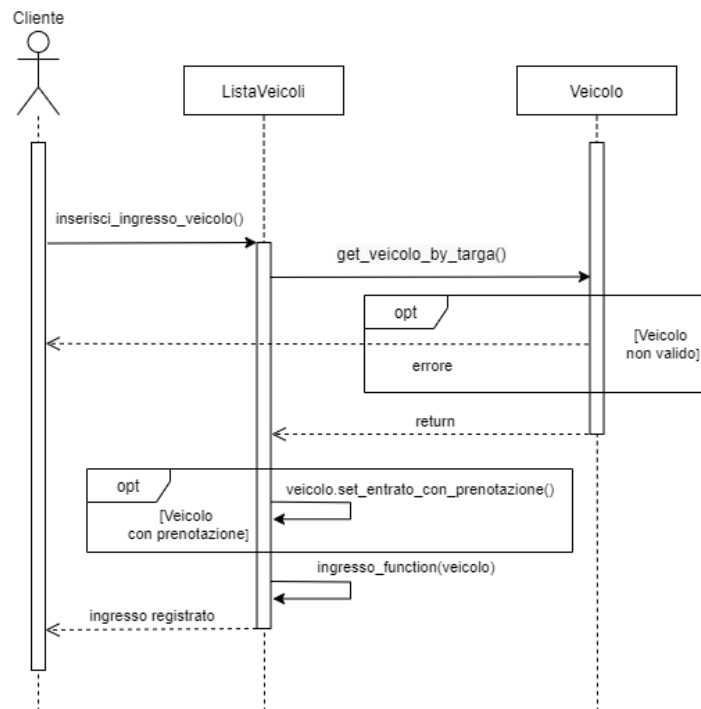 Cliente
ListaVeicoli
Veicolo
inserisci_ingresso_veicolo()
get_veicolo_by_targa()
opt
[Veicolo
non valido]
errore
return
opt
veicolo.set_entrato_con_prenotazione()
[Veicolo
con prenotazione]
ingresso_function(veicolo)
ingresso registrato